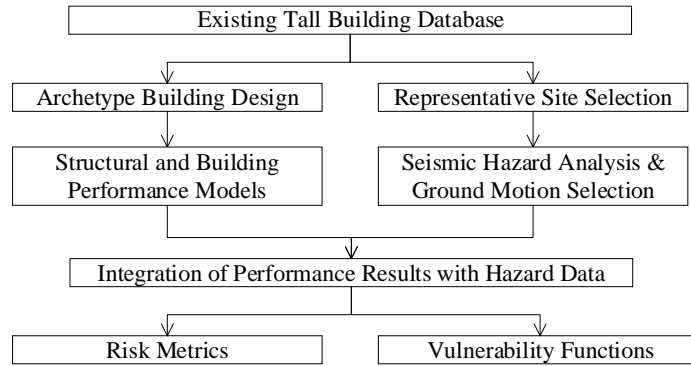 Existing Tall Building Database
Archetype Building Design
Representative Site Selection
Structural and Building
Performance Models
Seismic Hazard Analysis &
Ground Motion Selection
Integration of Performance Results with Hazard Data
Risk Metrics
Vulnerability Functions